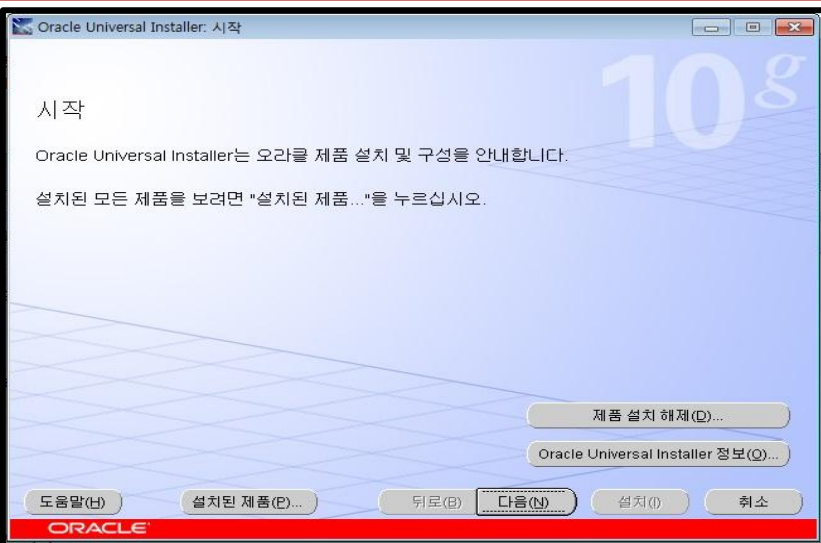 Oracle Universal Installer: 시작
10g
시작
Oracle Universal Installer는 오라클 제품 설치 및 구성을 안내합니다.
설치된 모든 제품을 보려면 "설치된 제품..."을 누르십시오.
제품 설치 해제(D)...
Oracle Universal Installer 정보(O)...
도움말(H) 설치된 제품(P)... 뒤로(B) 다음(N) 설치(I) 취소
ORACLE